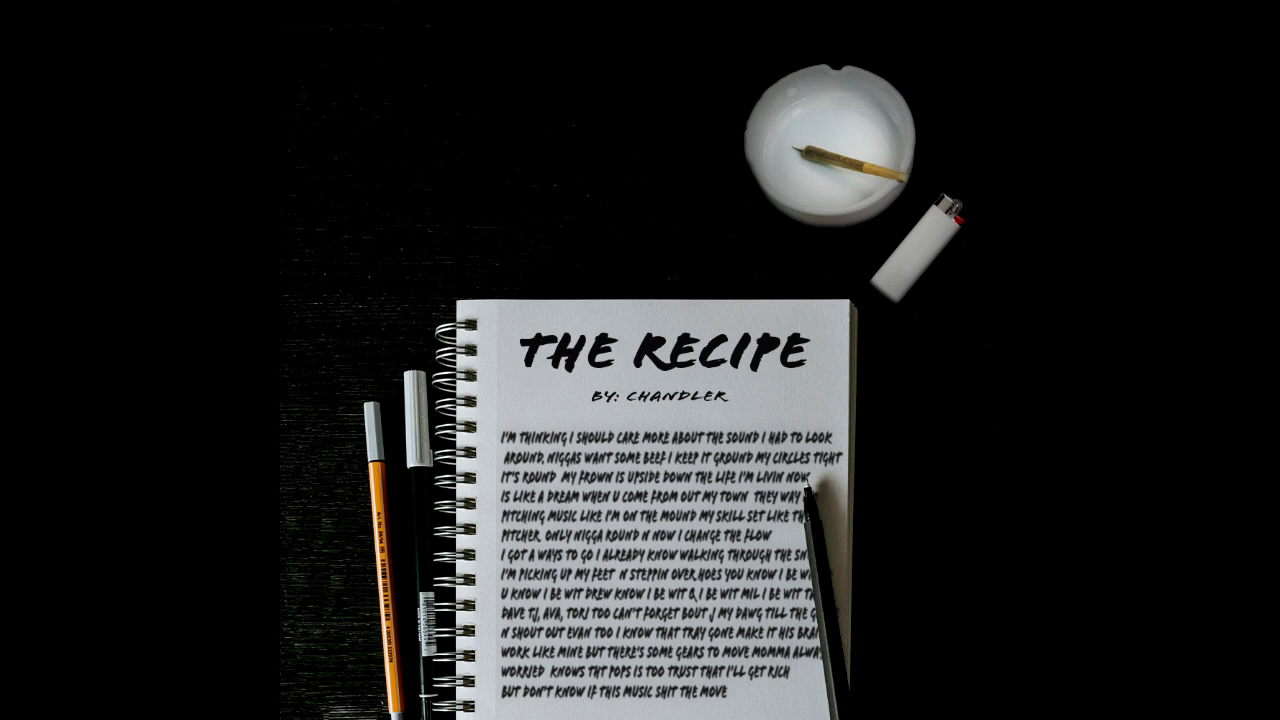 THE RECIPE
BY: CHANDLER
I'M THINKING I SHOULD CARE MORE ABOUT THE SOUND I HAD TO LOOK
AROUND. NIGGAS WANT SOME BEEF I KEEP IT GROUND MY CIRCLES TIGHT
IT'S ROUND MY FROWN IS UPSIDE DOWN THE LIFE I'M LIVIN NOW
IS LIKE A DREAM WHEN U COME FROM OUT MY TOWN THEY WAY
PITCHING MUSIC LIKE I'M ON THE MOUND MY SKILL SET LIKE
PITCHER. ONLY NIGGA ROUND N NOW I CHANGE THE FLOW
I GOT A WAYS TO GO I ALREADY KNOW WALKING THROUGH THE
I'M PICKING UP MY FEET N STEPPIN OVER HOES YOU KNOW I BE
U KNOW I BE WIT DREW KNOW I BE WIT Q, I BE WIT MIL I BE WIT
DAVE TJ, AVA, TORI TOO CAN'T FORGET BOUT J MY DAWG TILL THE
N SHOUT OUT EVAN TOO I KNOW THAT TRAY GONE MAKE IT HIS
WORK LIKE MINE BUT THERE'S SOME GEARS TO MOVE MOMMA
WORRIED KNOWS THT POPS IS TOO TRUST THAT I'LL GET RICH
BUT DON'T KNOW IF THIS MUSIC SHIT THE MOVE